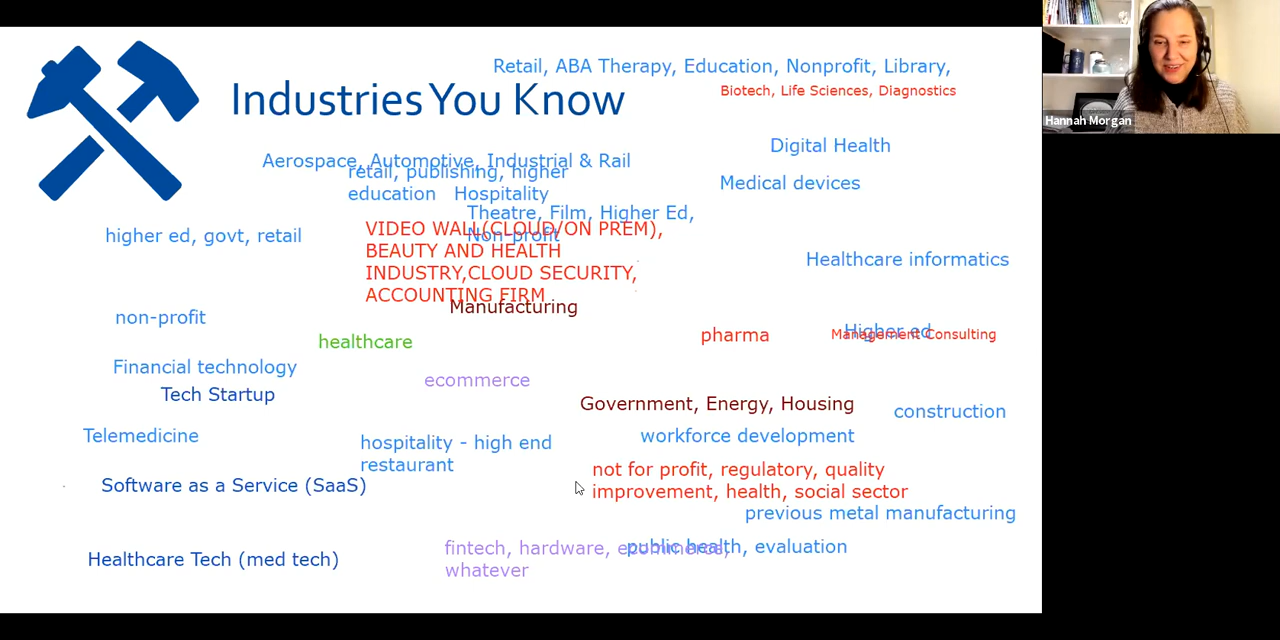 Retail, ABA Therapy, Education, Nonprofit, Library,
Biotech, Life Sciences, Diagnostics
Industries You Know
Hannah Morgan
Digital Health
Aerospace, Automotive, Industrial & Rail
retail, publishing, higher
education
Hospitality
Medical devices
Theatre, Film, Higher Ed,
Non-profit
VIDEO WALL(CLOUD/ON PREM),
BEAUTY AND HEALTH
INDUSTRY,CLOUD SECURITY,
ACCOUNTING FIRM
higher ed, govt, retail
Healthcare informatics
Manufacturing
non-profit
healthcare
pharma
Higher ed
Management Consulting
Financial technology
ecommerce
Tech Startup
Government, Energy, Housing
construction
Telemedicine
workforce development
hospitality - high end
restaurant
not for profit, regulatory, quality
improvement, health, social sector
Software as a Service (SaaS)
previous metal manufacturing
fintech, hardware, ecommerce,
whatever
public health, evaluation
Healthcare Tech (med tech)